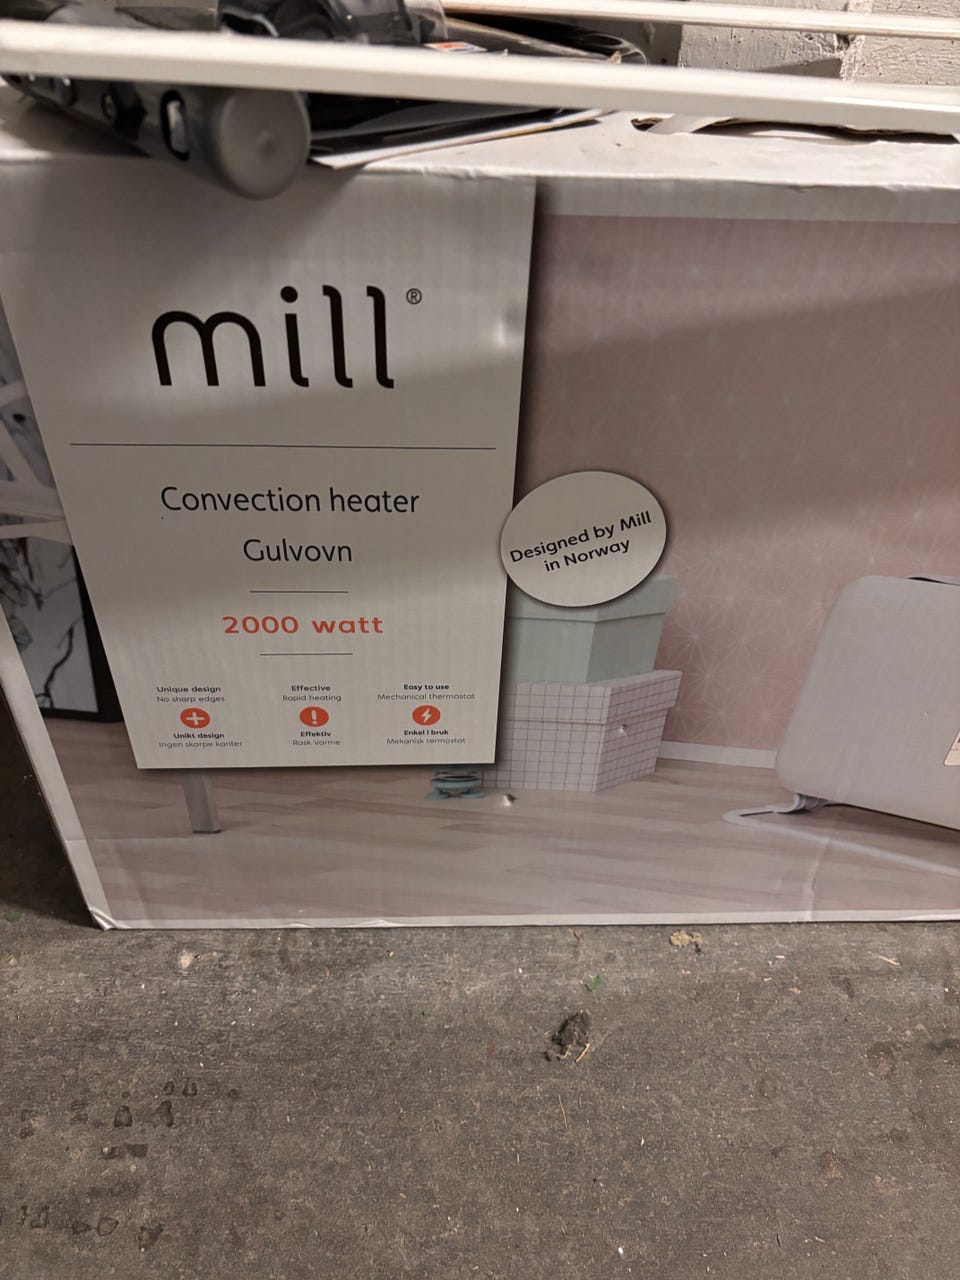 mill®
Convection heater
Gulvovn
2000 watt
Unique design
No sharp edges
Unikt design
Ingen skarpe kanter
Effective
Rapid heating
Effektiv
Rask Varme
Easy to use
Mechanical thermostat
Enkel i bruk
Mekanisk termostat
Designed by Mill
in Norway